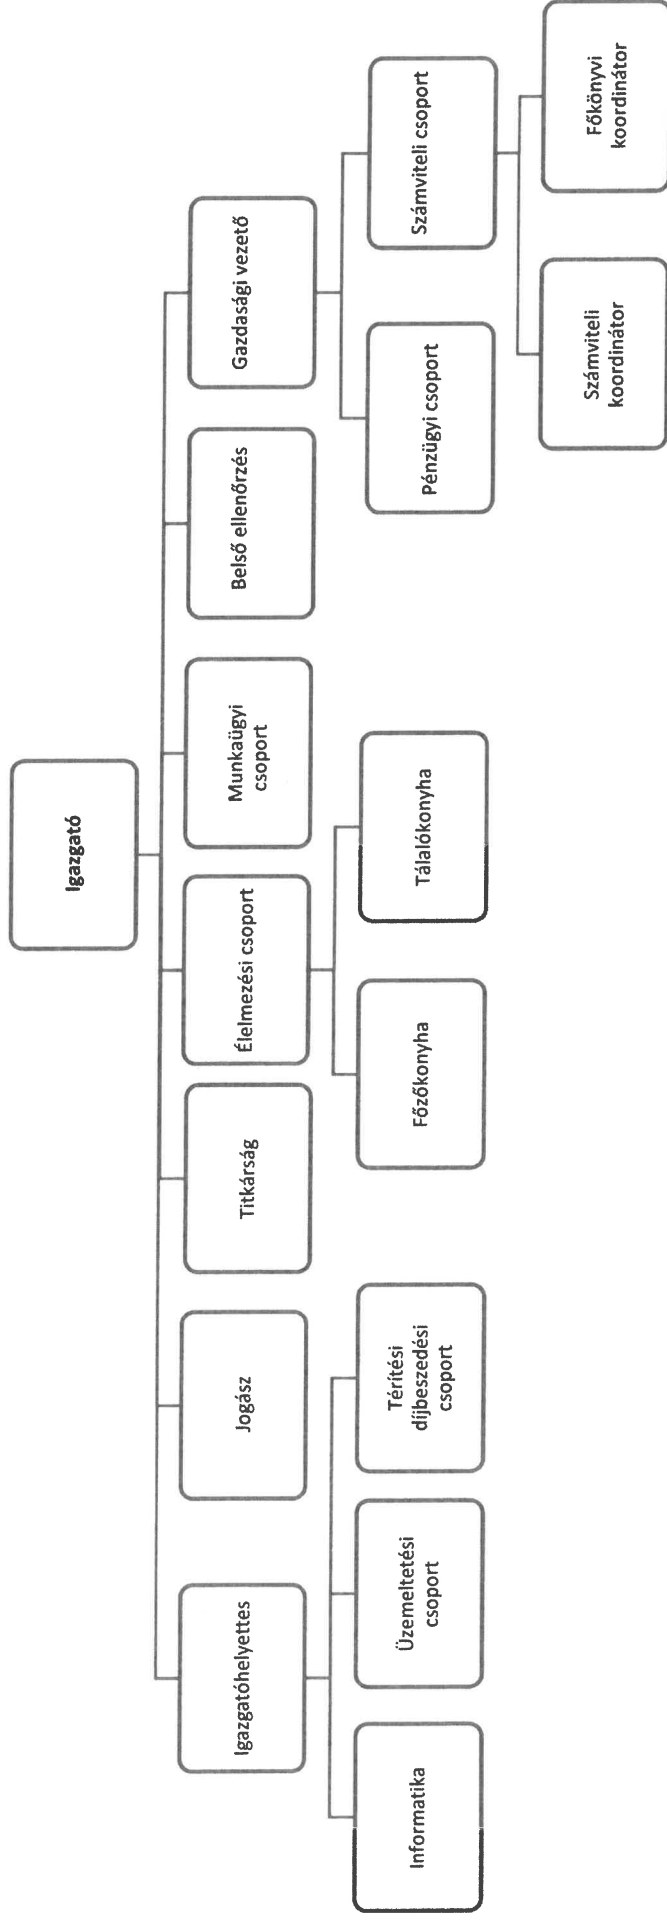 Igazgató
Igazgatóhelyettes
Jogász
Titkárság
Élelmezési csoport
Munkaügyi
csoport
Belső ellenőrzés
Gazdasági vezető
Informatika
Üzemeltetési
csoport
Térítési
díjbeszedési
csoport
Főzőkonyha
Tálalókonyha
Pénzügyi csoport
Számviteli csoport
Számviteli
koordinátor
Főkönyvi
koordinátor